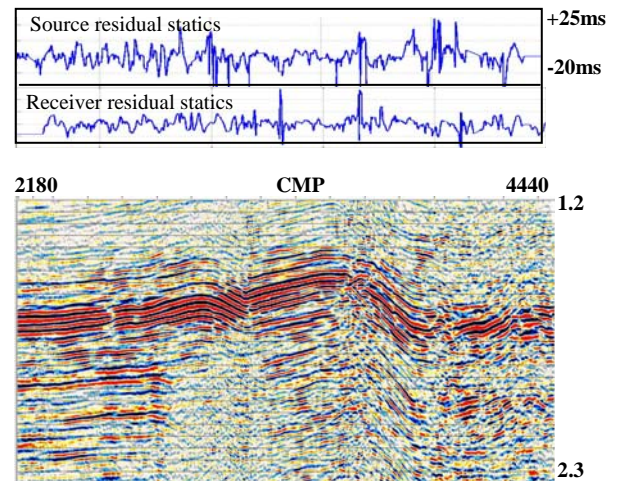 Source residual statics
+25ms
-20ms
Receiver residual statics
2180 CMP 4440
1.2
2.3